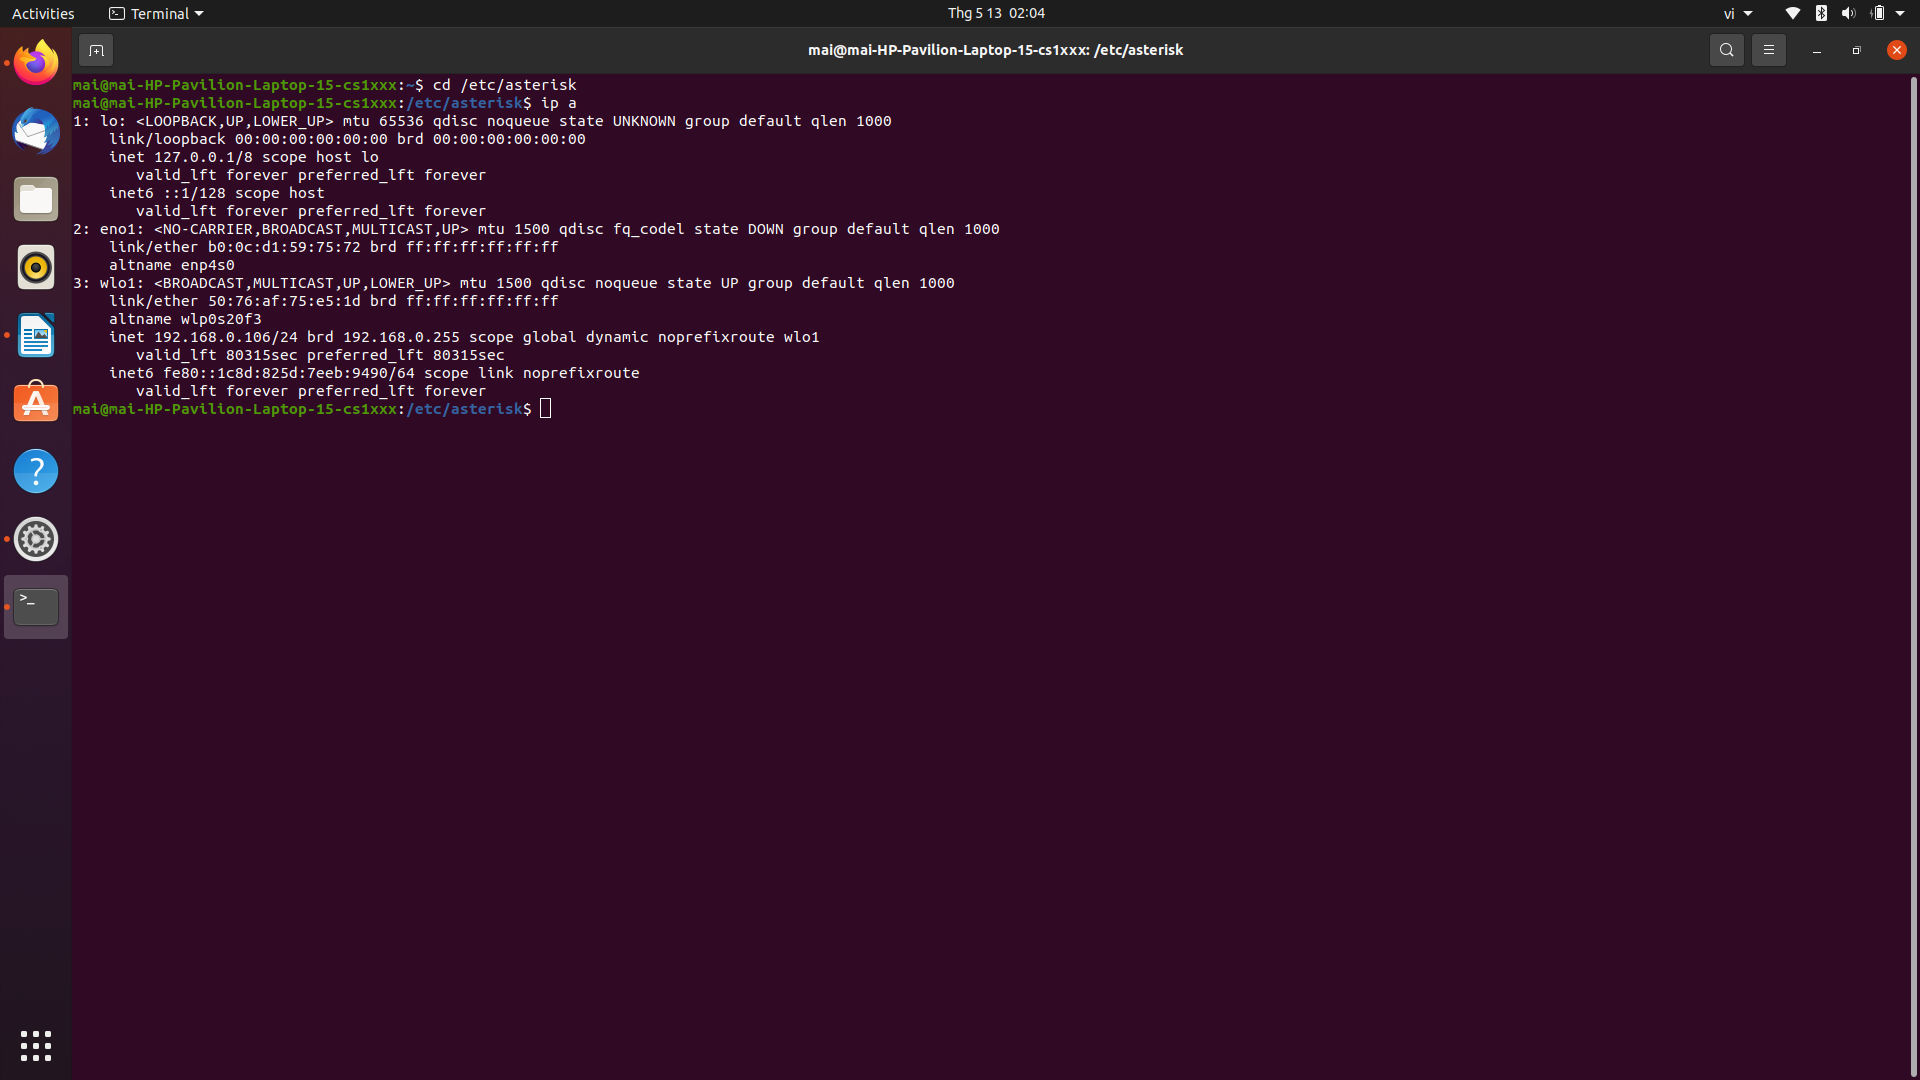 Activities
Terminal
Thg 5 13 02:04
vi
mai@mai-HP-Pavilion-Laptop-15-cs1xxx: /etc/asterisk
mai@mai-HP-Pavilion-Laptop-15-cs1xxx:~$ cd /etc/asterisk
mai@mai-HP-Pavilion-Laptop-15-cs1xxx:/etc/asterisk$ ip a
1: lo: <LOOPBACK,UP,LOWER_UP> mtu 65536 qdisc noqueue state UNKNOWN group default qlen 1000
    link/loopback 00:00:00:00:00:00 brd 00:00:00:00:00:00
    inet 127.0.0.1/8 scope host lo
       valid_lft forever preferred_lft forever
    inet6 ::1/128 scope host
       valid_lft forever preferred_lft forever
2: eno1: <NO-CARRIER,BROADCAST,MULTICAST,UP> mtu 1500 qdisc fq_codel state DOWN group default qlen 1000
    link/ether b0:0c:d1:59:75:72 brd ff:ff:ff:ff:ff:ff
    altname enp4s0
3: wlo1: <BROADCAST,MULTICAST,UP,LOWER_UP> mtu 1500 qdisc noqueue state UP group default qlen 1000
    link/ether 50:76:af:75:e5:1d brd ff:ff:ff:ff:ff:ff
    altname wlp0s20f3
    inet 192.168.0.106/24 brd 192.168.0.255 scope global dynamic noprefixroute wlo1
       valid_lft 80315sec preferred_lft 80315sec
    inet6 fe80::1c8d:825d:7eeb:9490/64 scope link noprefixroute
       valid_lft forever preferred_lft forever
mai@mai-HP-Pavilion-Laptop-15-cs1xxx:/etc/asterisk$